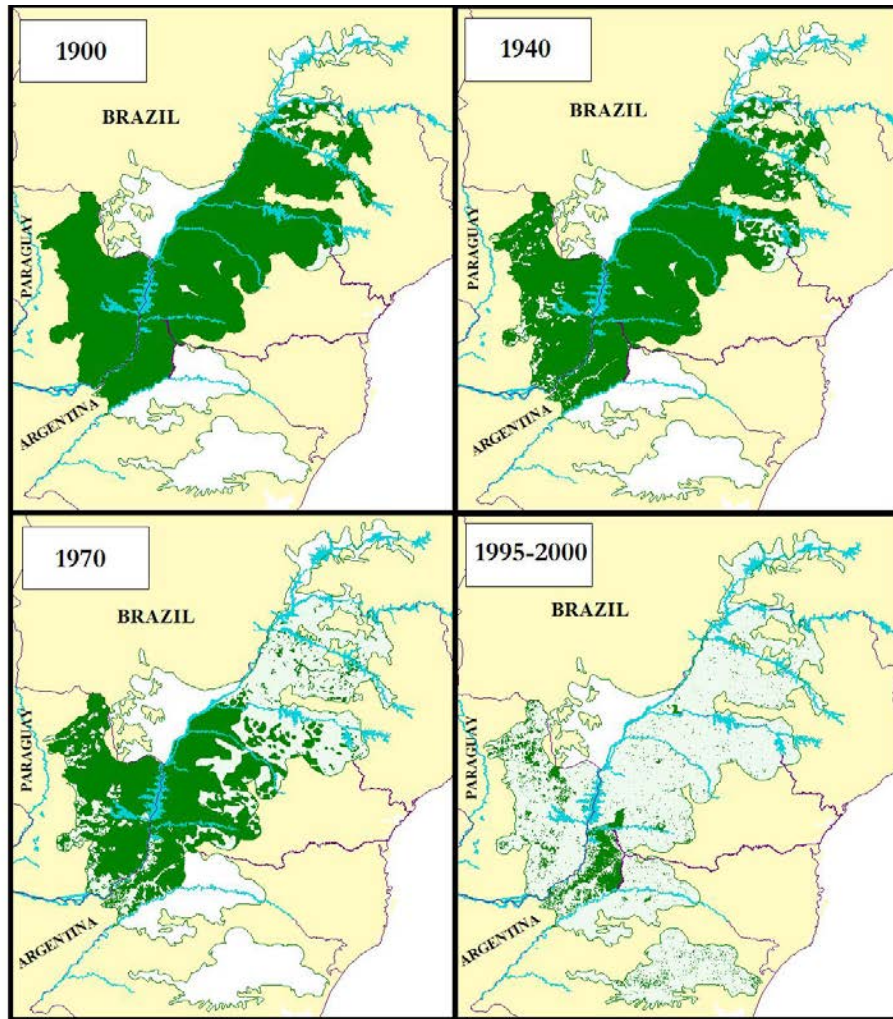 1900
BRAZIL
PARAGUAY
ARGENTINA
1940
BRAZIL
PARAGUAY
ARGENTINA
1970
BRAZIL
PARAGUAY
ARGENTINA
1995-2000
BRAZIL
PARAGUAY
ARGENTINA